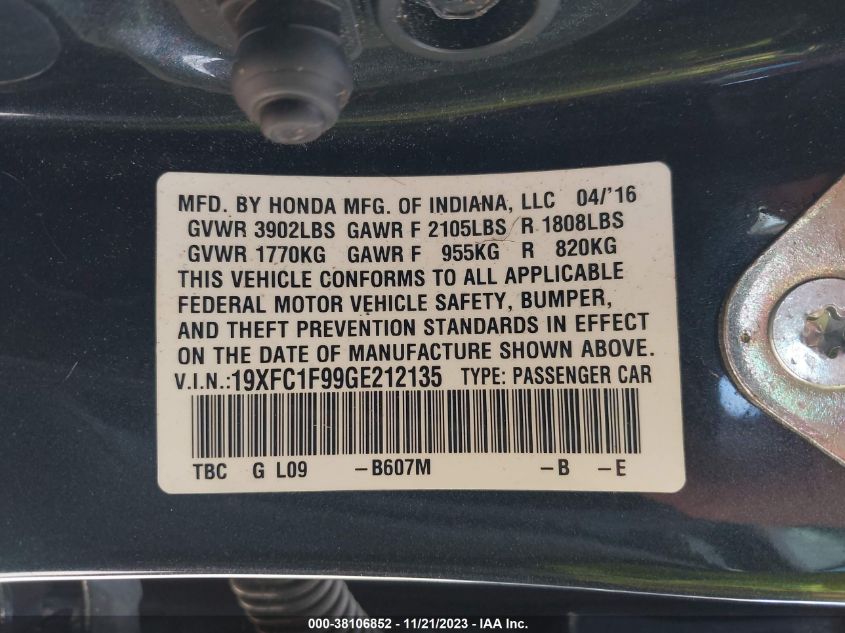 MFD. BY HONDA MFG. OF INDIANA, LLC 04/'16
GVWR 3902LBS GAWR F 2105LBS R 1808LBS
GVWR 1770KG GAWR F 955KG R 820KG
THIS VEHICLE CONFORMS TO ALL APPLICABLE
FEDERAL MOTOR VEHICLE SAFETY, BUMPER,
AND THEFT PREVENTION STANDARDS IN EFFECT
ON THE DATE OF MANUFACTURE SHOWN ABOVE.
V.I.N.:19XFC1F99GE212135 TYPE: PASSENGER CAR
TBC G L09 -B607M -B -E
000-38106852 - 11/21/2023 - IAA Inc.